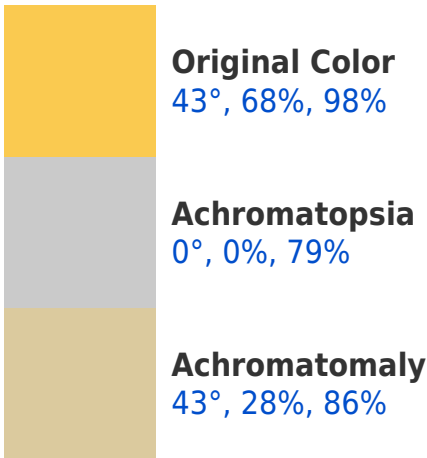 Original Color
43°, 68%, 98%
Achromatopsia
0°, 0%, 79%
Achromatomaly
43°, 28%, 86%